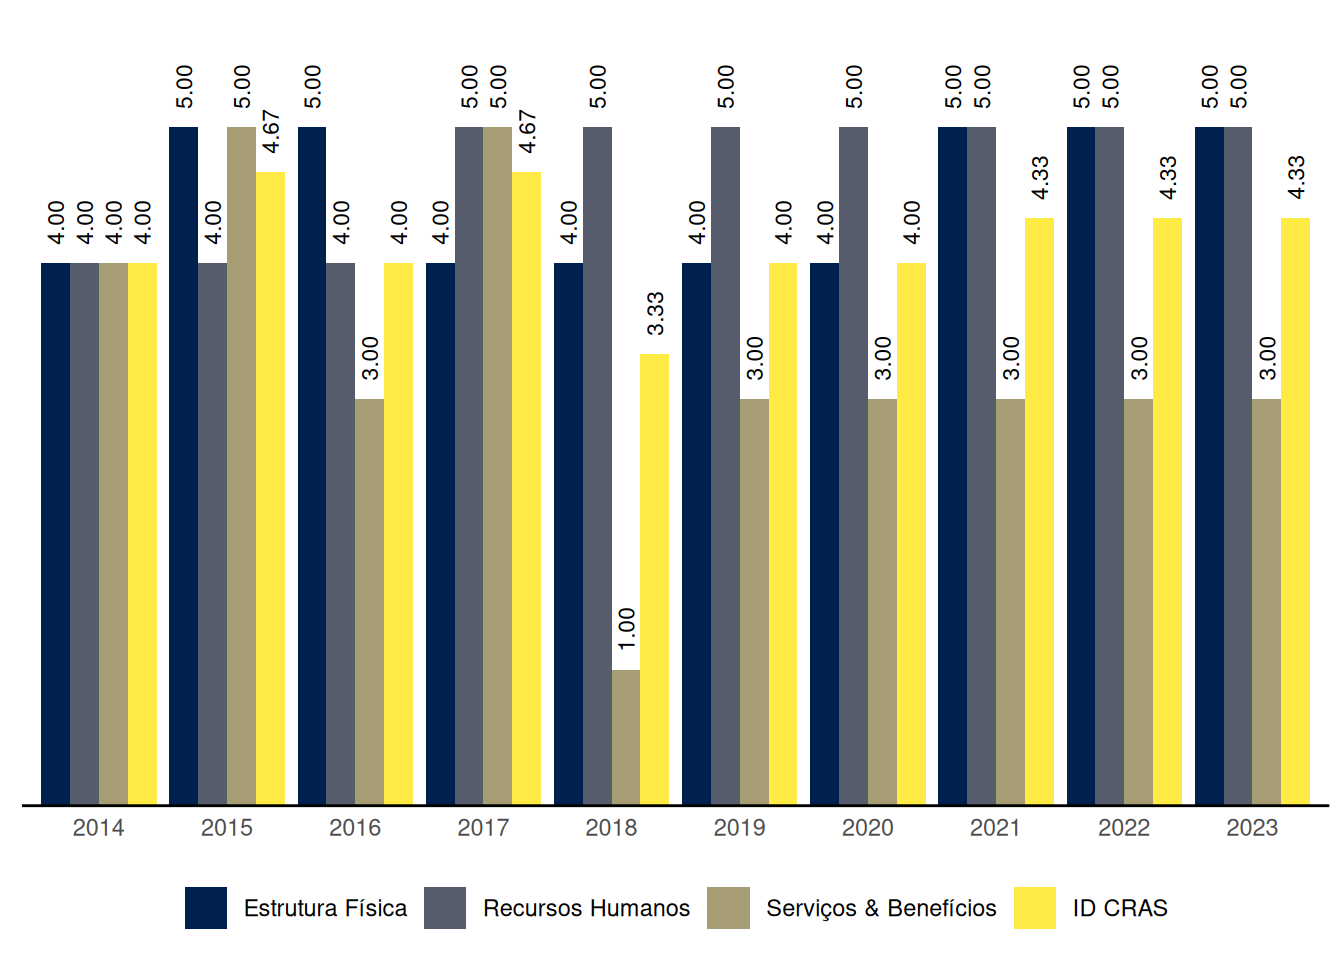 5.00 5.00 5.00 5.00 5.00 5.00 5.00 5.00 5.00 5.00 5.00 5.00 5.00 5.00
4.67 4.67
4.33 4.33 4.33
4.00 4.00 4.00 4.00 4.00 4.00 4.00 4.00 4.00 4.00 4.00 4.00 4.00
3.33
3.00 3.00 3.00 3.00 3.00 3.00
1.00
2014 2015 2016 2017 2018 2019 2020 2021 2022 2023
Estrutura Física Recursos Humanos Serviços & Benefícios ID CRAS